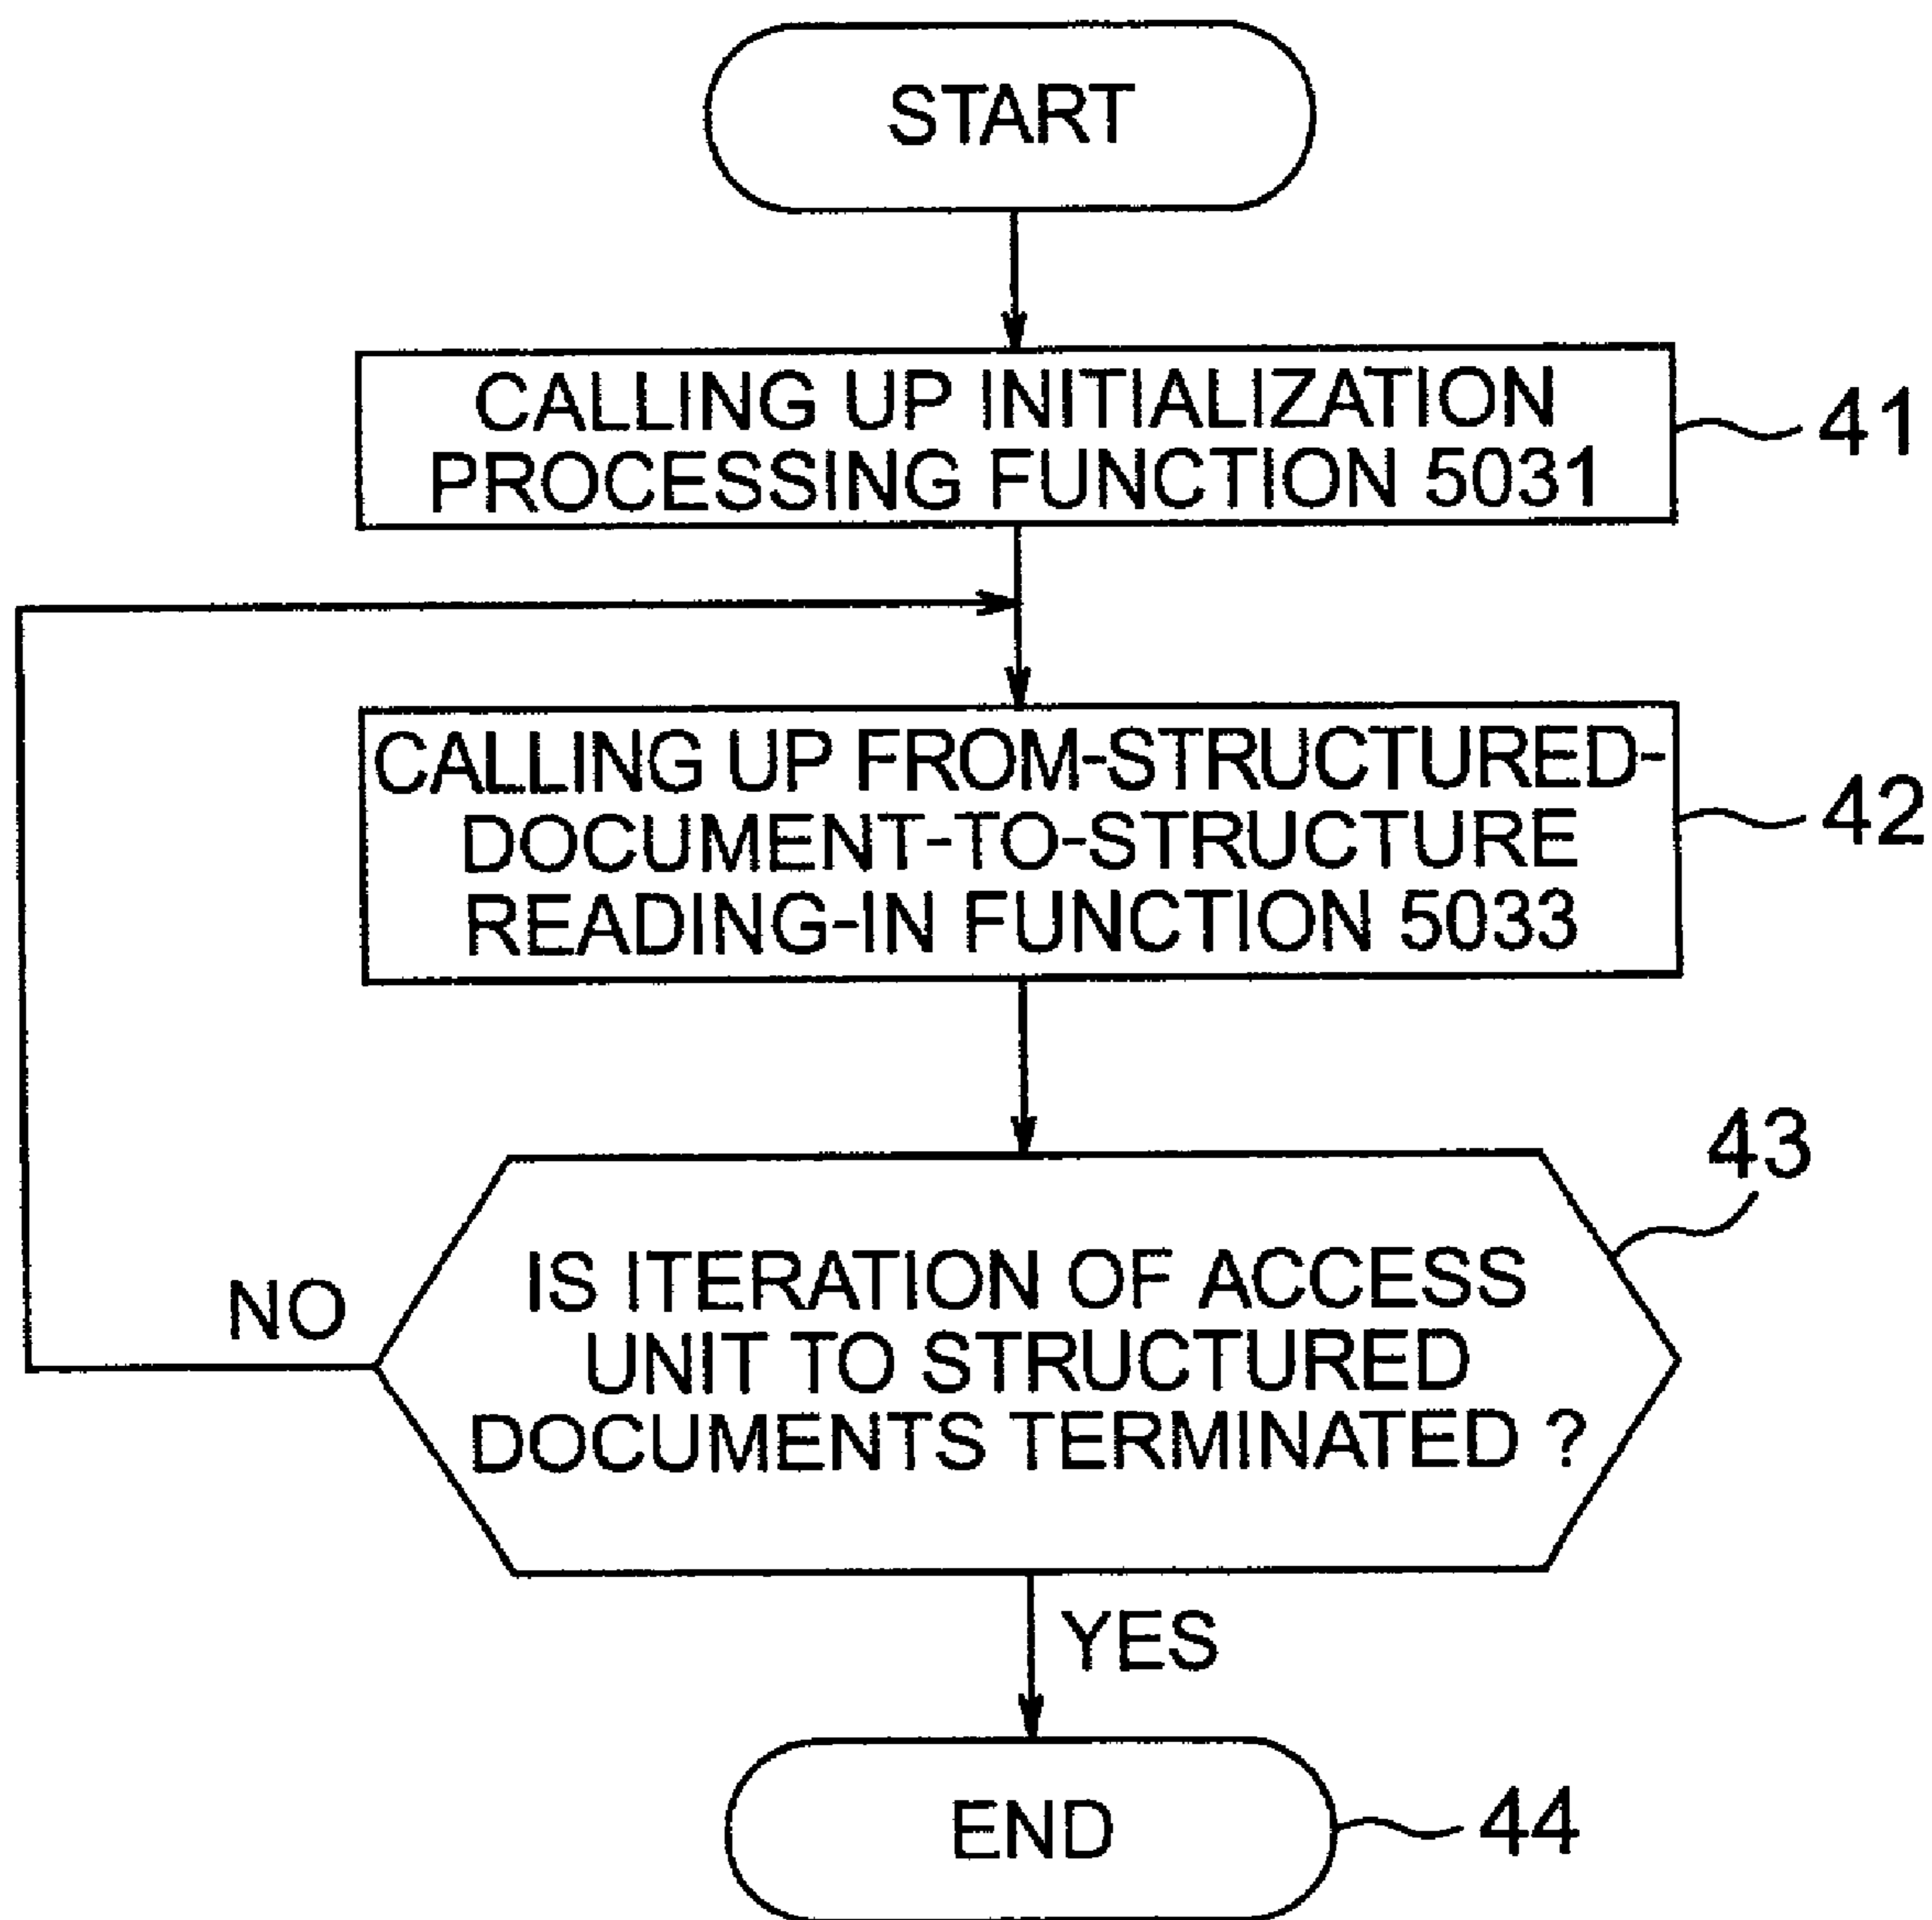 START
CALLING UP INITIALIZATION
PROCESSING FUNCTION 5031
41
CALLING UP FROM-STRUCTURED-
DOCUMENT-TO-STRUCTURE
READING-IN FUNCTION 5033
42
43
IS ITERATION OF ACCESS
UNIT TO STRUCTURED
DOCUMENTS TERMINATED ?
NO
YES
END
44